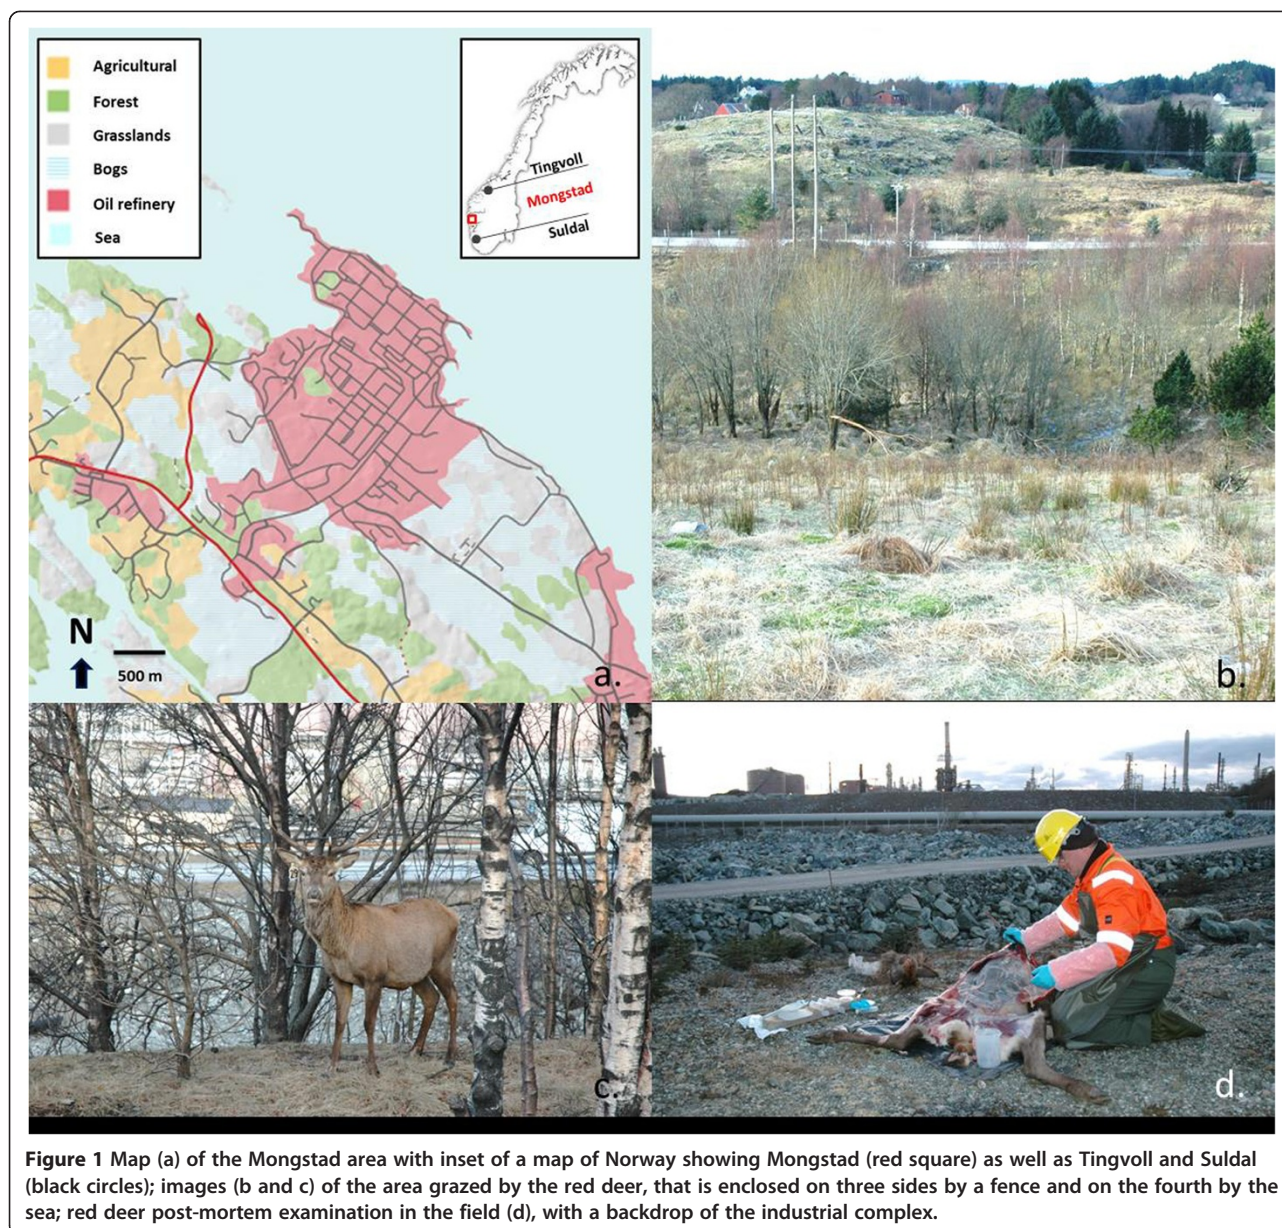 Agricultural
Forest
Grasslands
Bogs
Oil refinery
Sea
Tingvoll
Mongstad
Suldal
N
500 m
a.
b.
29
c.
d.
Figure 1 Map (a) of the Mongstad area with inset of a map of Norway showing Mongstad (red square) as well as Tingvoll and Suldal
(black circles); images (b and c) of the area grazed by the red deer, that is enclosed on three sides by a fence and on the fourth by the
sea; red deer post-mortem examination in the field (d), with a backdrop of the industrial complex.